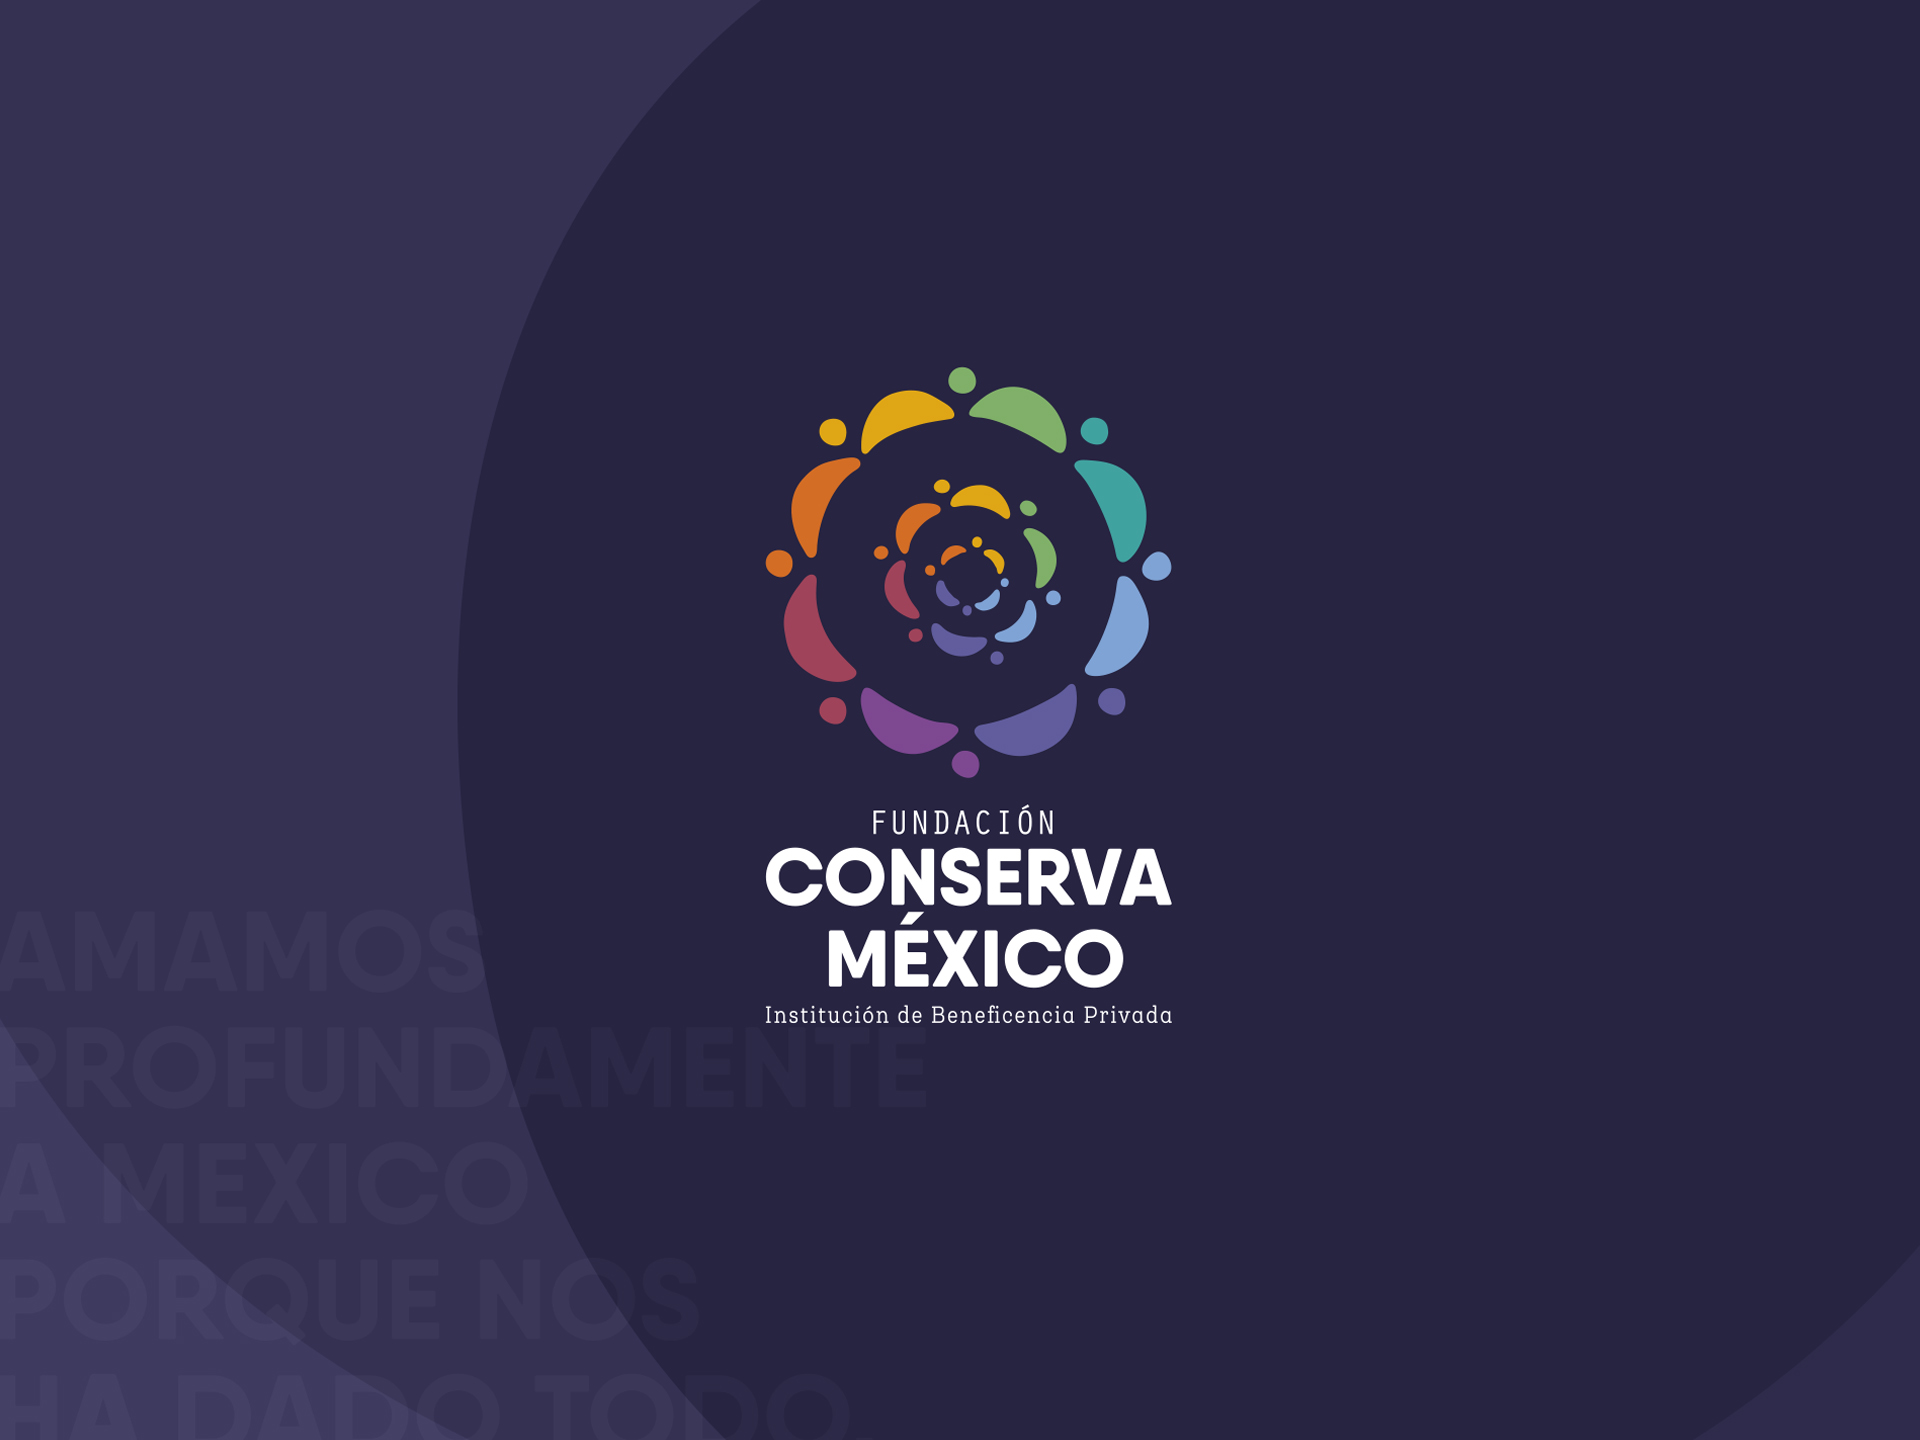 FUNDACIÓN
CONSERVA
MÉXICO
Institución de Beneficencia Privada
AMAMOS
PROFUNDAMENTE
A MEXICO
PORQUE NOS
HA DADO TODO